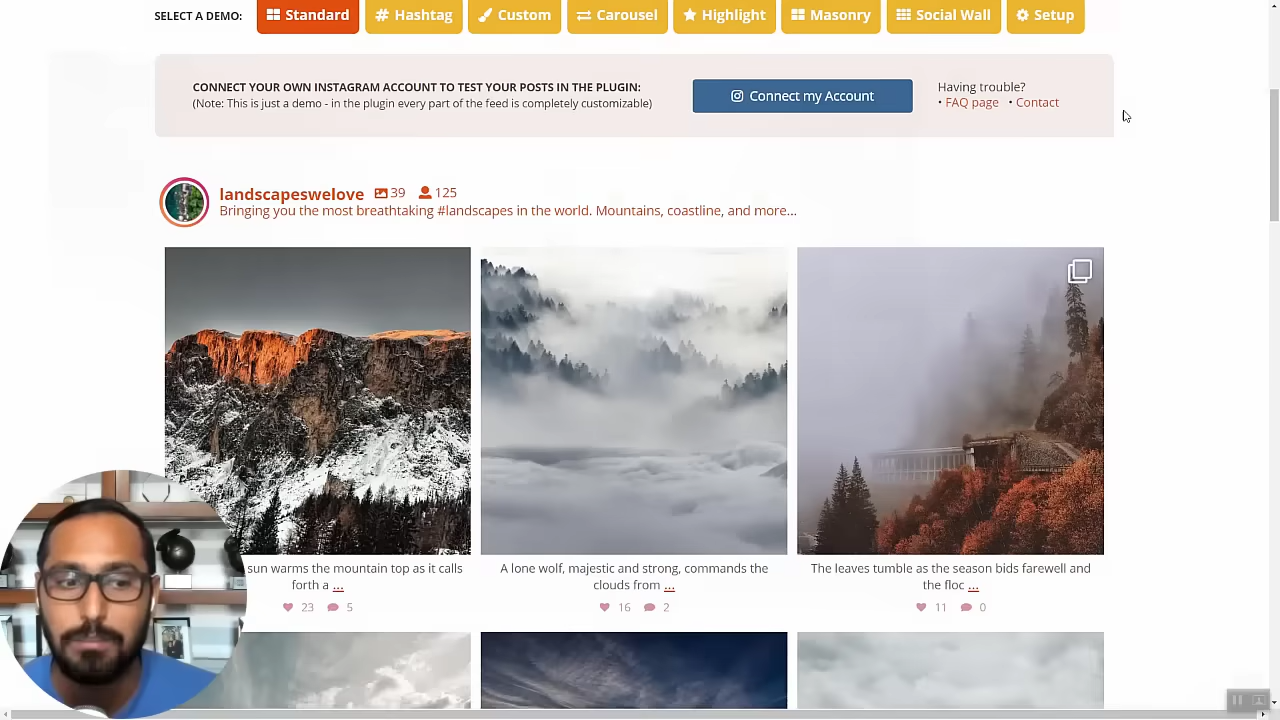 SELECT A DEMO:
Standard
Hashtag
Custom
Carousel
Highlight
Masonry
Social Wall
Setup
CONNECT YOUR OWN INSTAGRAM ACCOUNT TO TEST YOUR POSTS IN THE PLUGIN:
(Note: This is just a demo - in the plugin every part of the feed is completely customizable)
Connect my Account
Having trouble?
• FAQ page • Contact
landscapeswelove 39 125
Bringing you the most breathtaking #landscapes in the world. Mountains, coastline, and more...
sun warms the mountain top as it calls
forth a ...
23 5
A lone wolf, majestic and strong, commands the
clouds from ...
16 2
The leaves tumble as the season bids farewell and
the floc ...
11 0